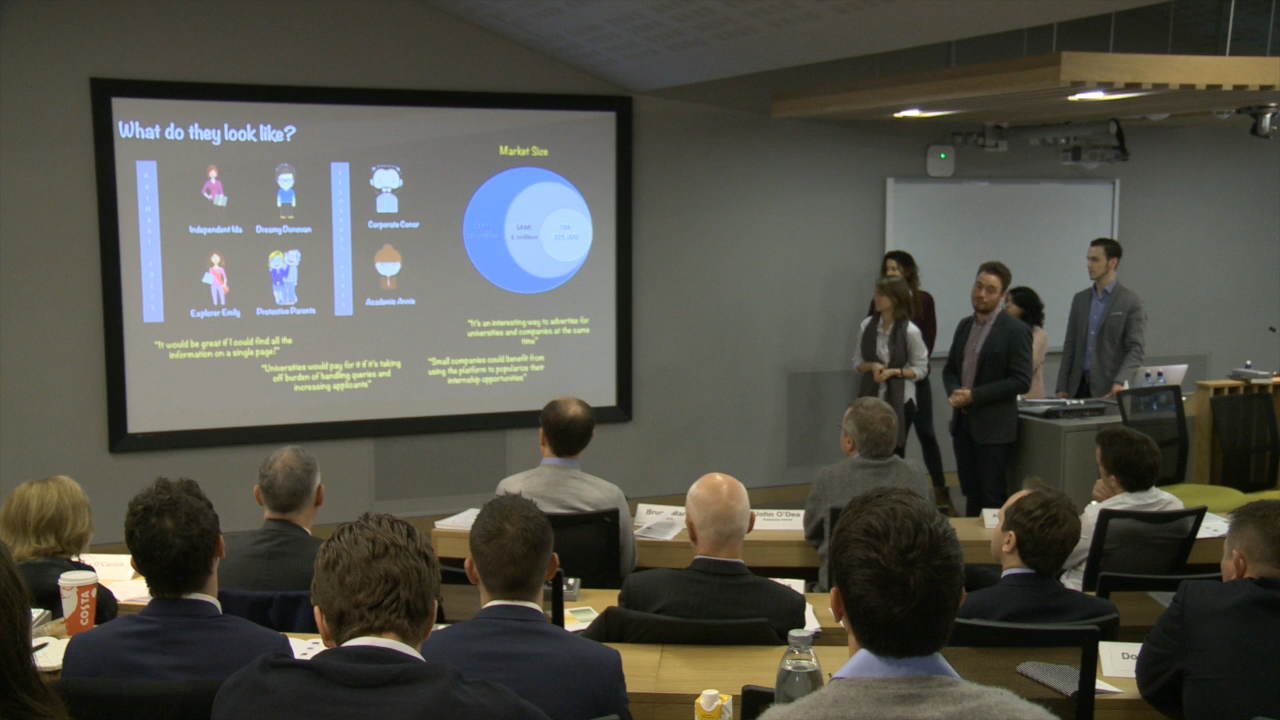 What do they look like?
Independent Ida
Dreamy Donovan
Explorer Emily
Protective Parents
Corporate Conor
Academic Annie
Market Size
"It would be great if I could find all the
information on a single page!"
"Universities would pay for it if it's taking
off burden of handling queries and
increasing applicants"
"It's an interesting way to advertise for
universities and companies at the same
time"
"Small companies could benefit from
using the platform to popularize their
internship opportunities"
John O'Dea
COSTA